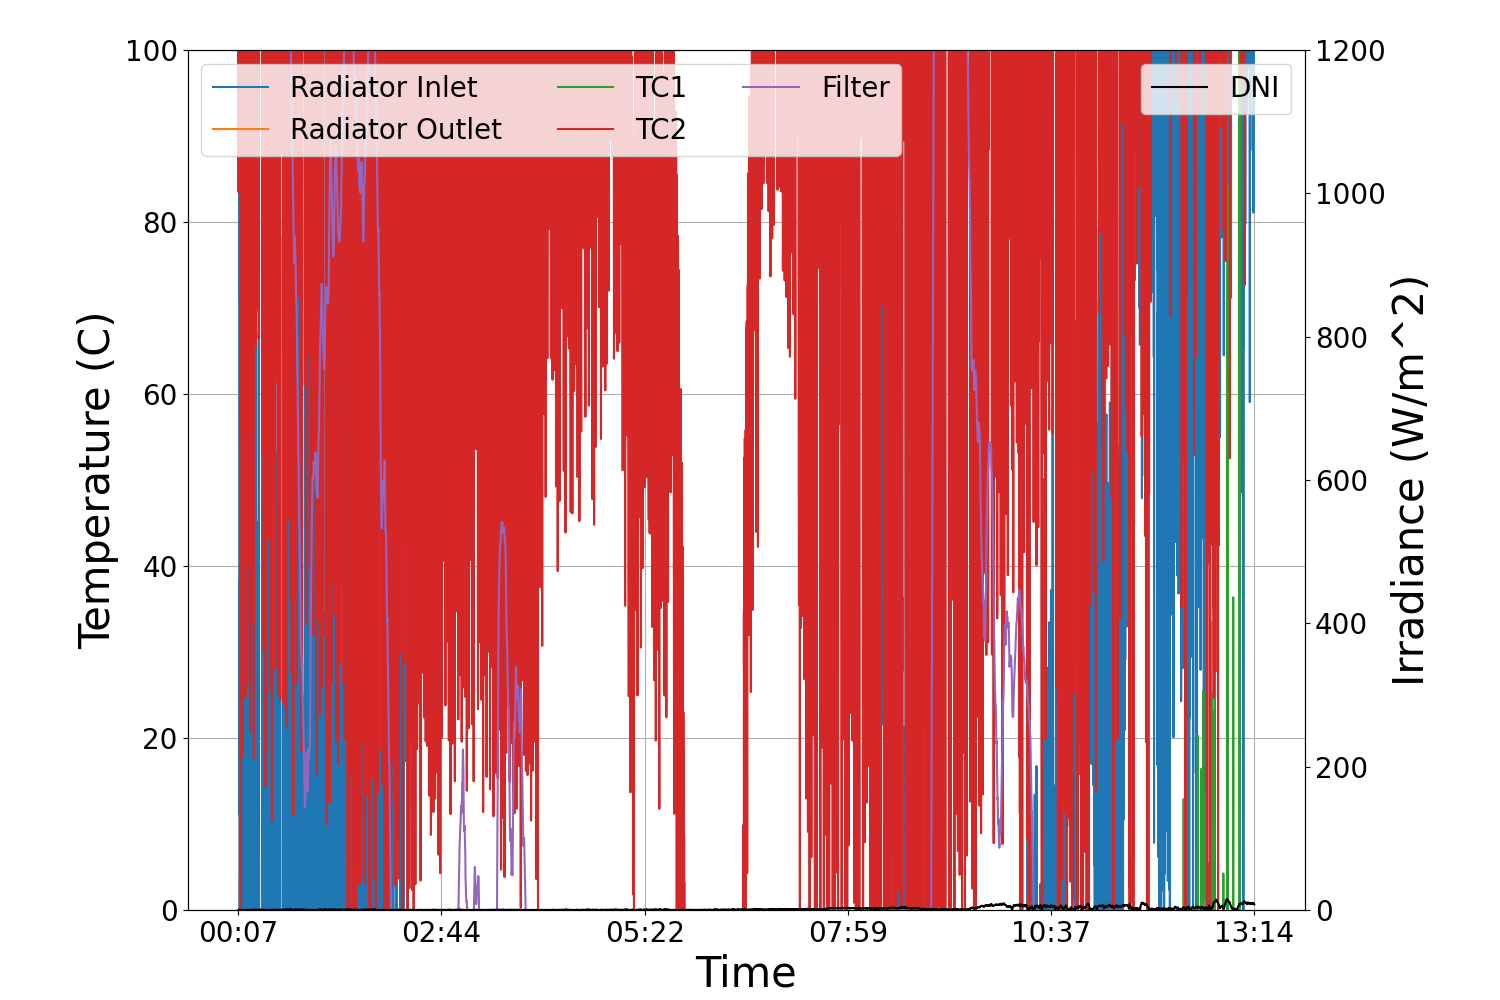 100
80
60
40
20
0
Temperature (C)
Radiator Inlet
Radiator Outlet
TC1
TC2
Filter
DNI
1200
1000
800
600
400
200
0
Irradiance (W/m^2)
00:07 02:44 05:22 07:59 10:37 13:14
Time